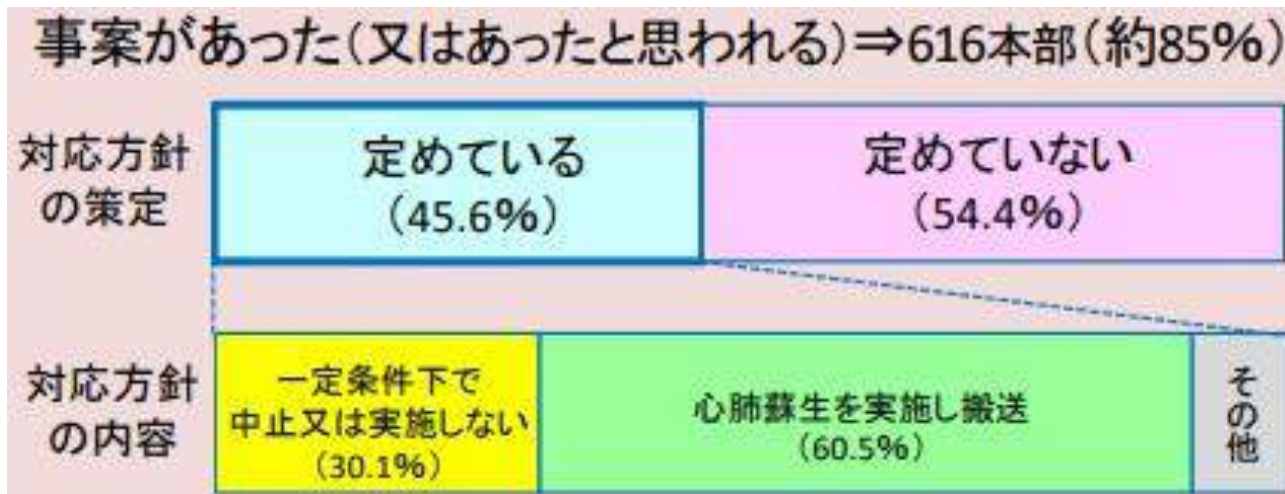 事案があった(又はあったと思われる)⇒616本部(約85%)
対応方針
の策定
定めている
(45.6%)
定めていない
(54.4%)
対応方針
の内容
一定条件下で
中止又は実施しない
(30.1%)
心肺蘇生を実施し搬送
(60.5%)
その他